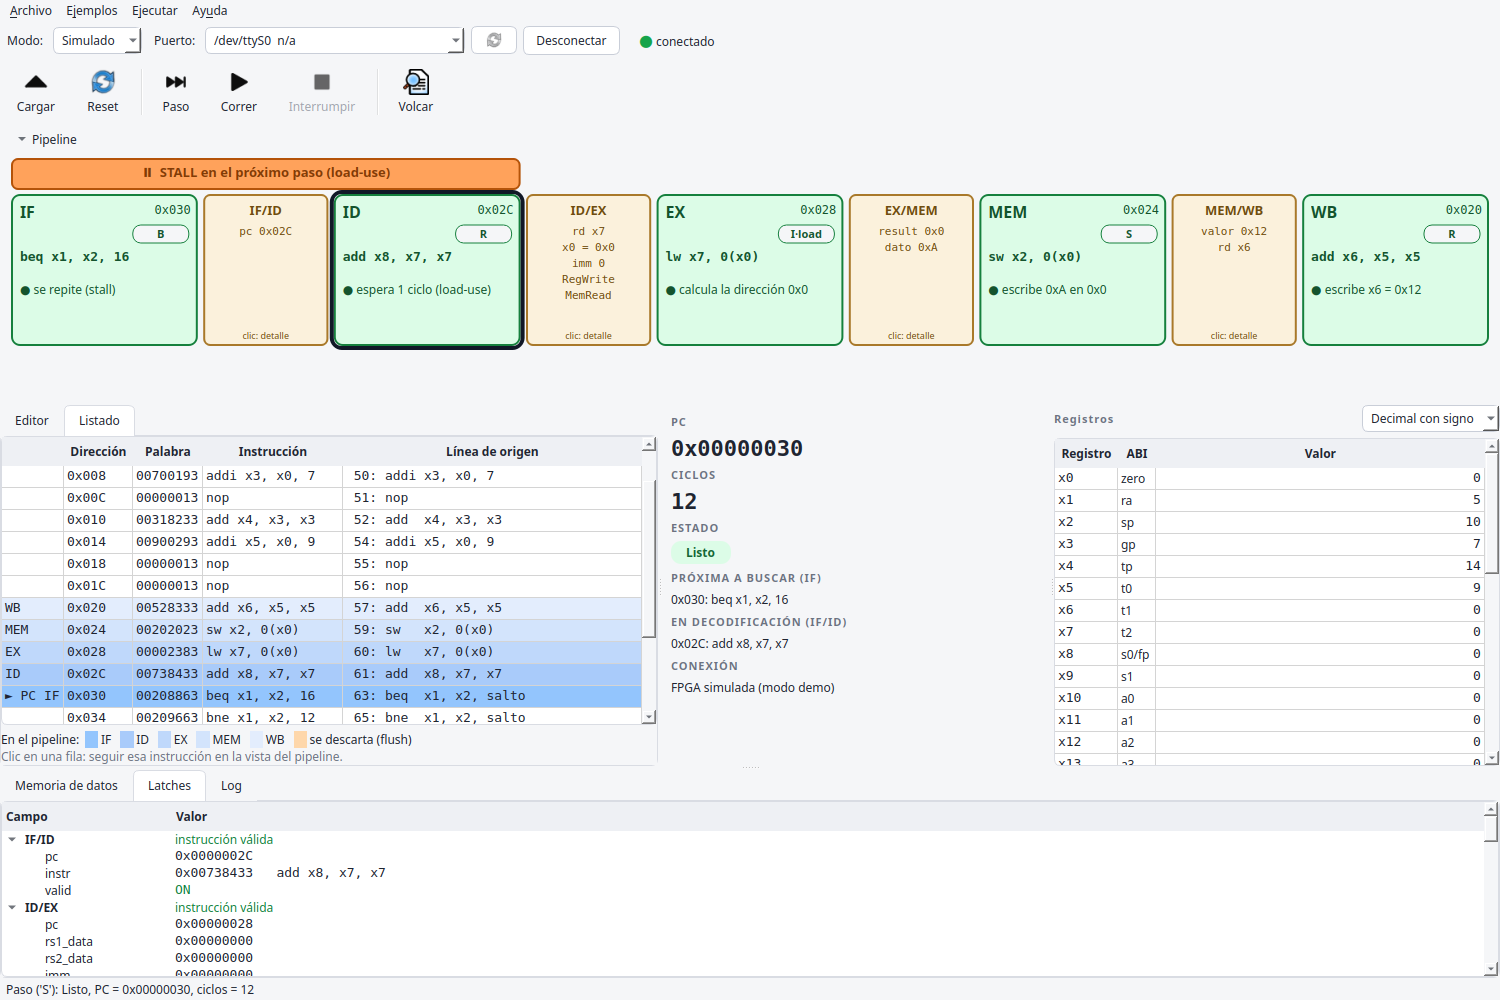 Archivo Ejemplos Ejecutar Ayuda
Modo: Simulado Puerto: /dev/ttyS0 n/a Desconectar conectado
Cargar Reset Paso Correr Interrumpir Volcar
Pipeline
STALL en el próximo paso (load-use)
IF 0x030
B
beq x1, x2, 16
● se repite (stall)
IF/ID
pc 0x02C
clic: detalle
ID 0x02C
R
add x8, x7, x7
● espera 1 ciclo (load-use)
ID/EX
rd x7
x0 = 0x0
imm 0
RegWrite
MemRead
clic: detalle
EX 0x028
I·load
lw x7, 0(x0)
● calcula la dirección 0x0
EX/MEM
result 0x0
dato 0xA
clic: detalle
MEM 0x024
S
sw x2, 0(x0)
● escribe 0xA en 0x0
MEM/WB
valor 0x12
rd x6
clic: detalle
WB 0x020
R
add x6, x5, x5
● escribe x6 = 0x12
Editor Listado
Dirección Palabra Instrucción Línea de origen
0x008 00700193 addi x3, x0, 7 50: addi x3, x0, 7
0x00C 00000013 nop 51: nop
0x010 00318233 add x4, x3, x3 52: add x4, x3, x3
0x014 00900293 addi x5, x0, 9 54: addi x5, x0, 9
0x018 00000013 nop 55: nop
0x01C 00000013 nop 56: nop
WB 0x020 00528333 add x6, x5, x5 57: add x6, x5, x5
MEM 0x024 00202023 sw x2, 0(x0) 59: sw x2, 0(x0)
EX 0x028 00002383 lw x7, 0(x0) 60: lw x7, 0(x0)
ID 0x02C 00738433 add x8, x7, x7 61: add x8, x7, x7
► PC IF 0x030 00208863 beq x1, x2, 16 63: beq x1, x2, salto
0x034 00209663 bne x1, x2, 12 65: bne x1, x2, salto
En el pipeline: IF ID EX MEM WB se descarta (flush)
Clic en una fila: seguir esa instrucción en la vista del pipeline.
PC
0x00000030
CICLOS
12
ESTADO
Listo
PRÓXIMA A BUSCAR (IF)
0x030: beq x1, x2, 16
EN DECODIFICACIÓN (IF/ID)
0x02C: add x8, x7, x7
CONEXIÓN
FPGA simulada (modo demo)
Registros Decimal con signo
Registro ABI Valor
x0 zero 0
x1 ra 5
x2 sp 10
x3 gp 7
x4 tp 14
x5 t0 9
x6 t1 0
x7 t2 0
x8 s0/fp 0
x9 s1 0
x10 a0 0
x11 a1 0
x12 a2 0
x13 a3 0
Memoria de datos Latches Log
Campo Valor
IF/ID instrucción válida
pc 0x0000002C
instr 0x00738433 add x8, x7, x7
valid ON
ID/EX instrucción válida
pc 0x00000028
rs1_data 0x00000000
rs2_data 0x00000000
imm 0x00000000
Paso ('S'): Listo, PC = 0x00000030, ciclos = 12